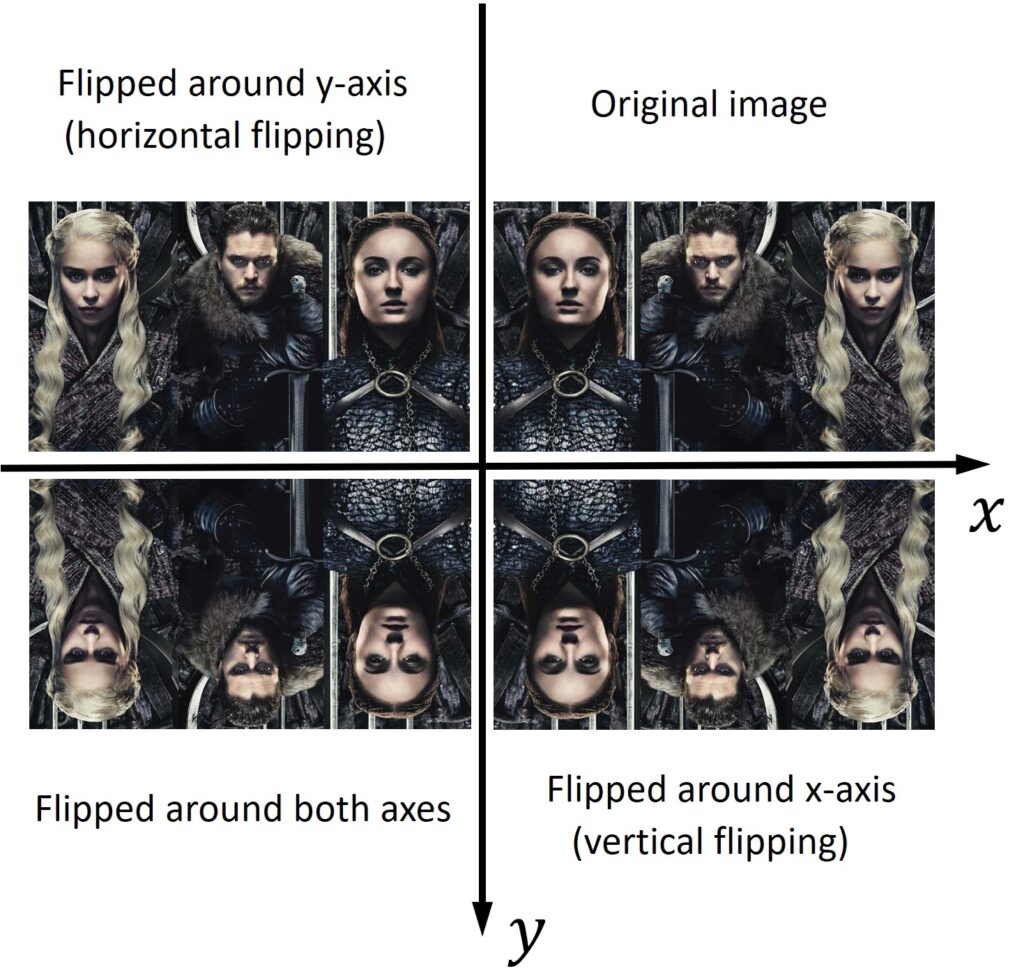 Flipped around y-axis
(horizontal flipping)
Original image
x
Flipped around both axes
Flipped around x-axis
(vertical flipping)
y